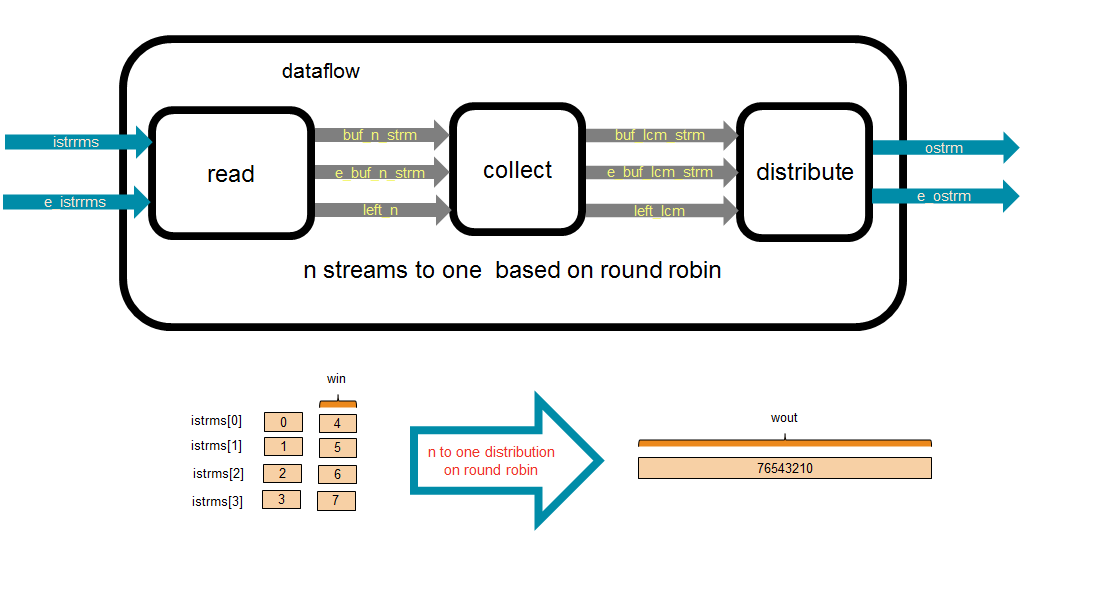 dataflow
istrrms
e_istrrms
read
buf_n_strm
e_buf_n_strm
left_n
collect
buf_lcm_strm
e_buf_lcm_strm
left_lcm
distribute
ostrm
e_ostrm
n streams to one based on round robin
win
istrms[0]
0
4
istrms[1]
1
5
istrms[2]
2
6
istrms[3]
3
7
n to one distribution
on round robin
wout
76543210